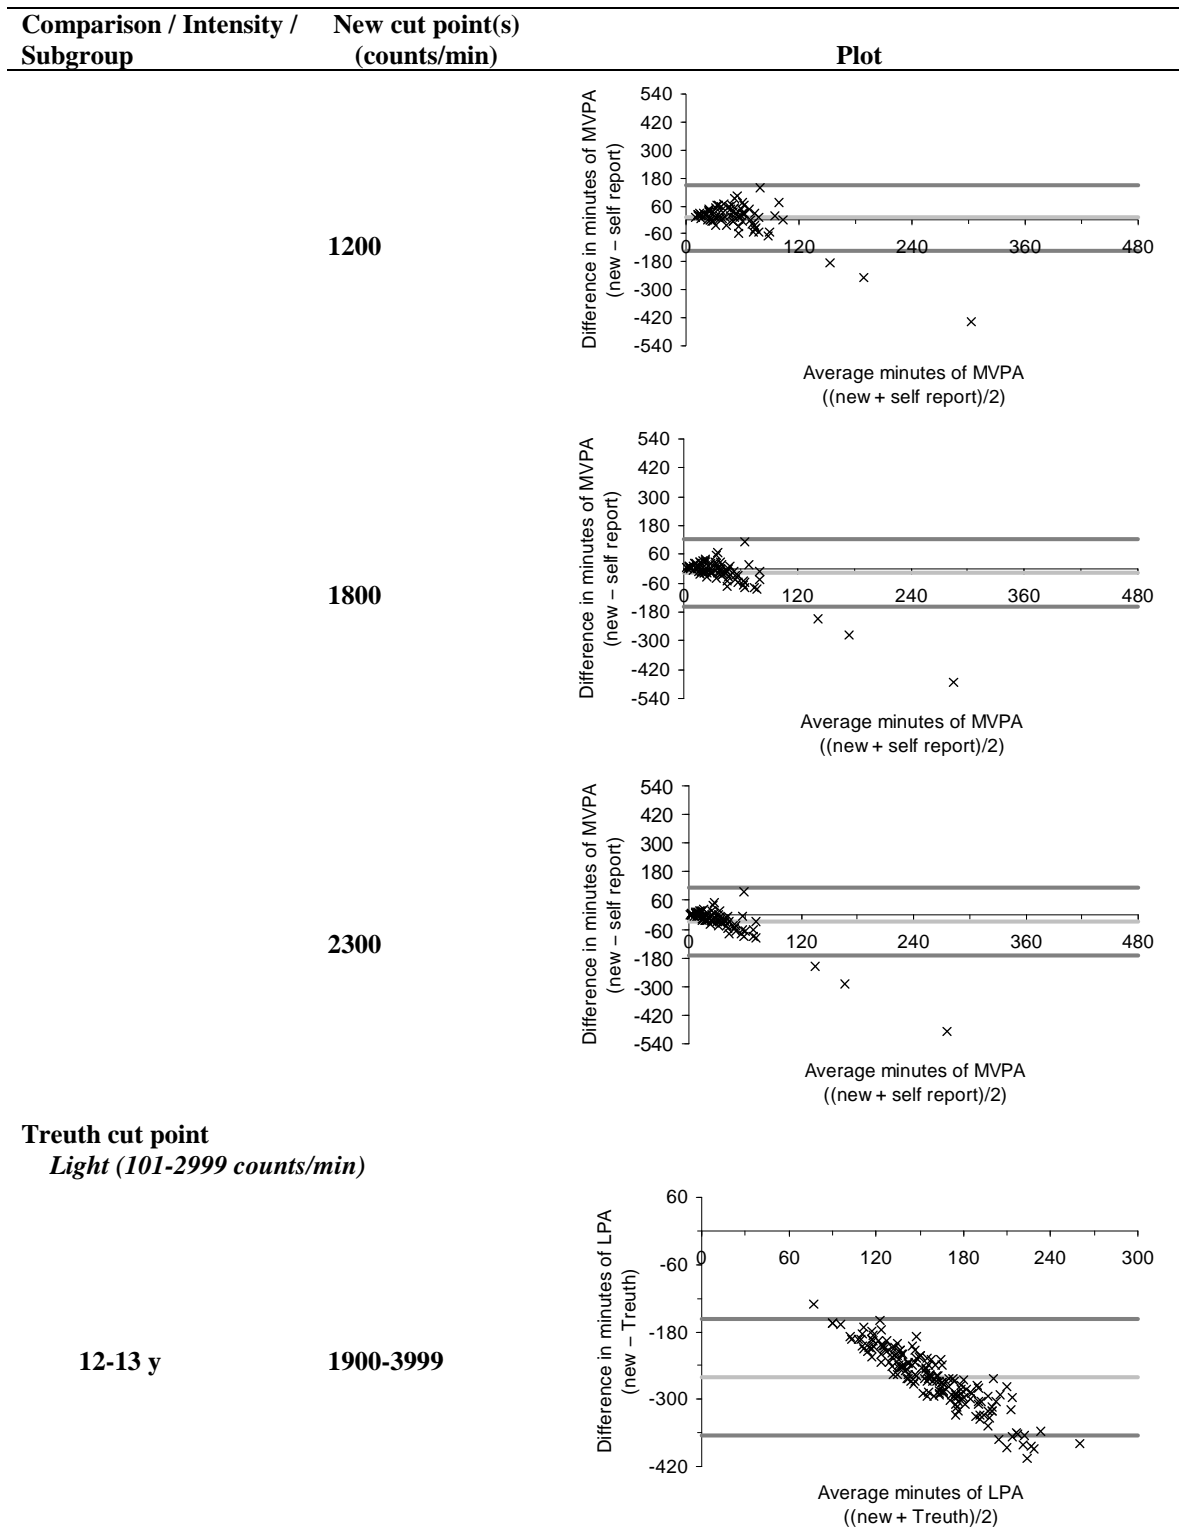 Comparison / Intensity / Subgroup
New cut point(s) (counts/min)
Plot
1200
Difference in minutes of MVPA
(new – self report)
540
420
300
180
60
-60
-180
-300
-420
-540
0 120 240 360 480
Average minutes of MVPA
((new + self report)/2)
1800
Difference in minutes of MVPA
(new – self report)
540
420
300
180
60
-60
-180
-300
-420
-540
0 120 240 360 480
Average minutes of MVPA
((new + self report)/2)
2300
Difference in minutes of MVPA
(new – self report)
540
420
300
180
60
-60
-180
-300
-420
-540
0 120 240 360 480
Average minutes of MVPA
((new + self report)/2)
Treuth cut point
Light (101-2999 counts/min)
12-13 y
1900-3999
Difference in minutes of LPA
(new – Treuth)
60
-60
-180
-300
-420
0 60 120 180 240 300
Average minutes of LPA
((new + Treuth)/2)